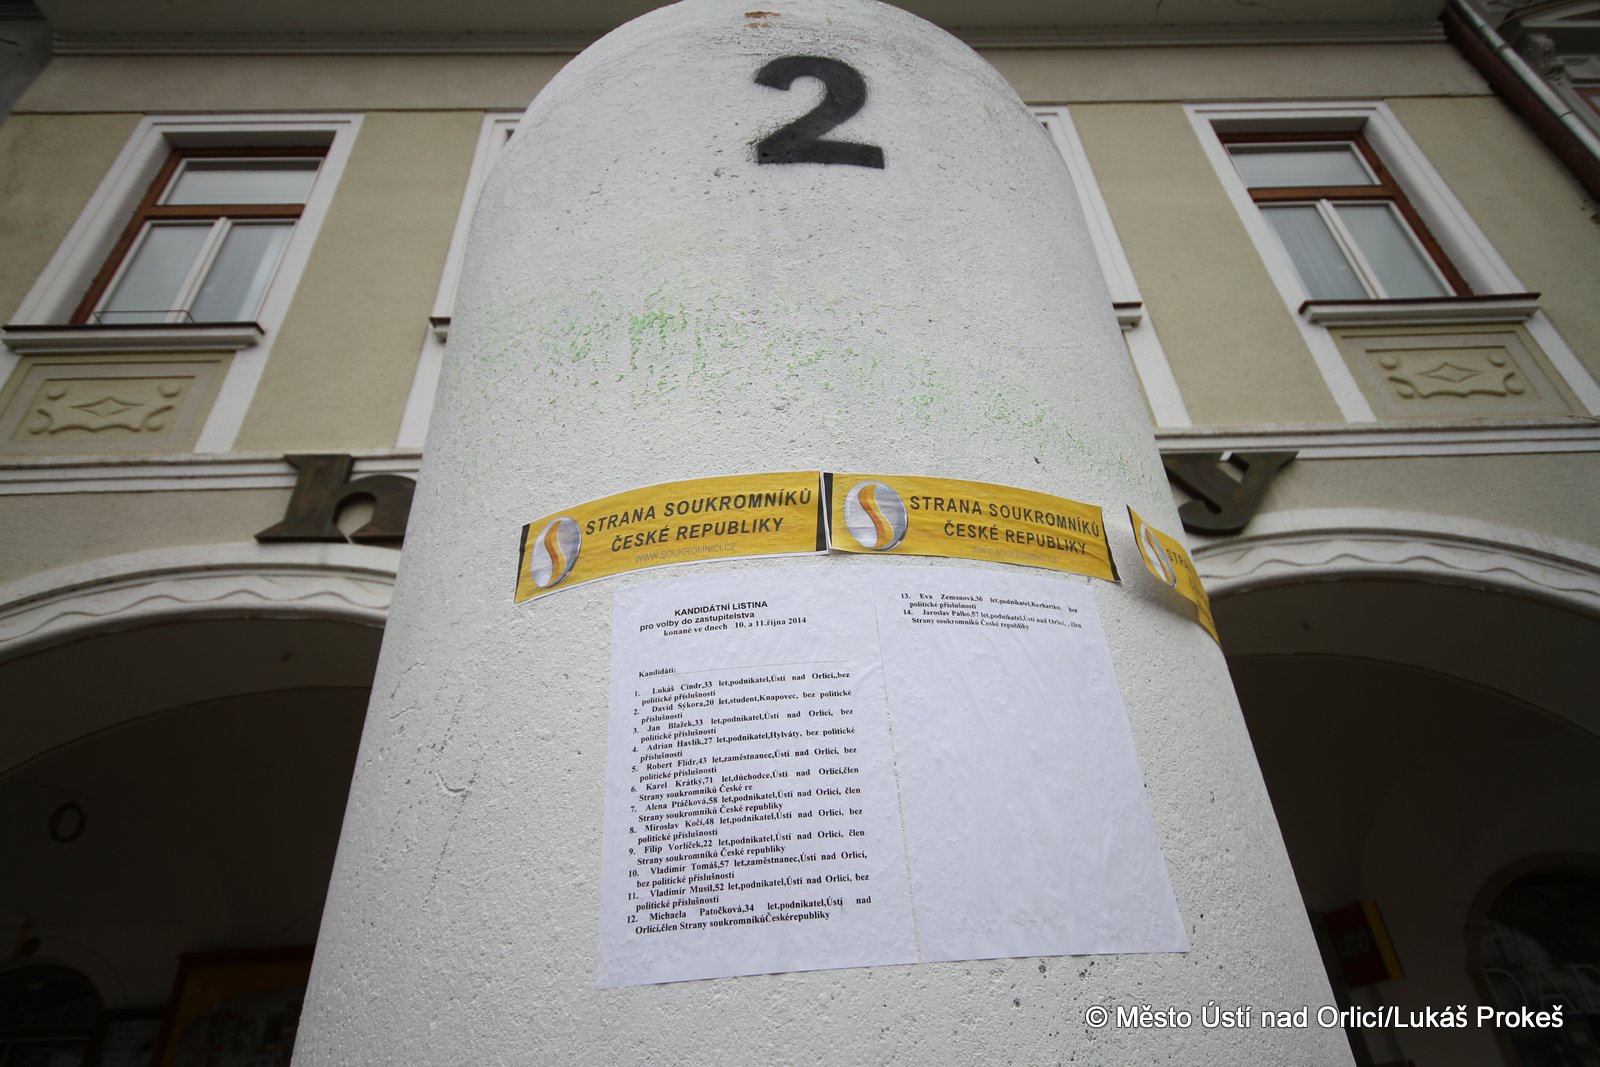 2
h
y
STRANA SOUKROMNÍKŮ
ČESKÉ REPUBLIKY
WWW.SOUKROMNICI.CZ
STRANA SOUKROMNÍKŮ
ČESKÉ REPUBLIKY
WWW.SOUKROMNICI.CZ
STRA
KANDIDÁTNÍ LISTINA
pro volby do zastupitelstva
konané ve dnech .10. a 11.října 2014
Kandidáti:
1. Lukáš Cindr,33 let,podnikatel,Ústí nad Orlicí,,bez
politické příslušnosti
2. David Sýkora,20 let,student,Knapovec, bez politické
příslušnosti
3. Jan Blažek,33 let,podnikatel,Ústí nad Orlicí, bez
politické příslušnosti
4. Adrian Havlík,27 let,podnikatel,Hylváty, bez politické
příslušnosti
5. Robert Flídr,43 let,zaměstnanec,Ústí nad Orlicí, bez
politické příslušnosti
6. Karel Krátký,71 let,důchodce,Ústí nad Orlicí,člen
Strany soukromníků České re
7. Alena Ptáčková,58 let,podnikatel,Ústí nad Orlicí, člen
Strany soukromníků České republiky
8. Miroslav Kočí,48 let,podnikatel,Ústí nad Orlicí, bez
politické příslušnosti
9. Filip Vorlíček,22 let,podnikatel,Ústí nad Orlicí, člen
Strany soukromníků České republiky
10. Vladimír Tomáš,57 let,zaměstnanec,Ústí nad Orlicí,
bez politické příslušnosti
11. Vladimír Musil,52 let,podnikatel,Ústí nad Orlicí, bez
politické příslušnosti
12. Michaela Patočková,34 let,podnikatel,Ústí nad
Orlicí,člen Strany soukromníkůČeskérepubliky
13. Eva Zemanová,36 let,podnikatel,Kerhartice, bez
politické příslušnosti
14. Jaroslav Palko,57 let,podnikatel,Ústí nad Orlicí, , člen
Strany soukromníků České republiky
LEGO
© Město Ústí nad Orlicí/Lukáš Prokeš